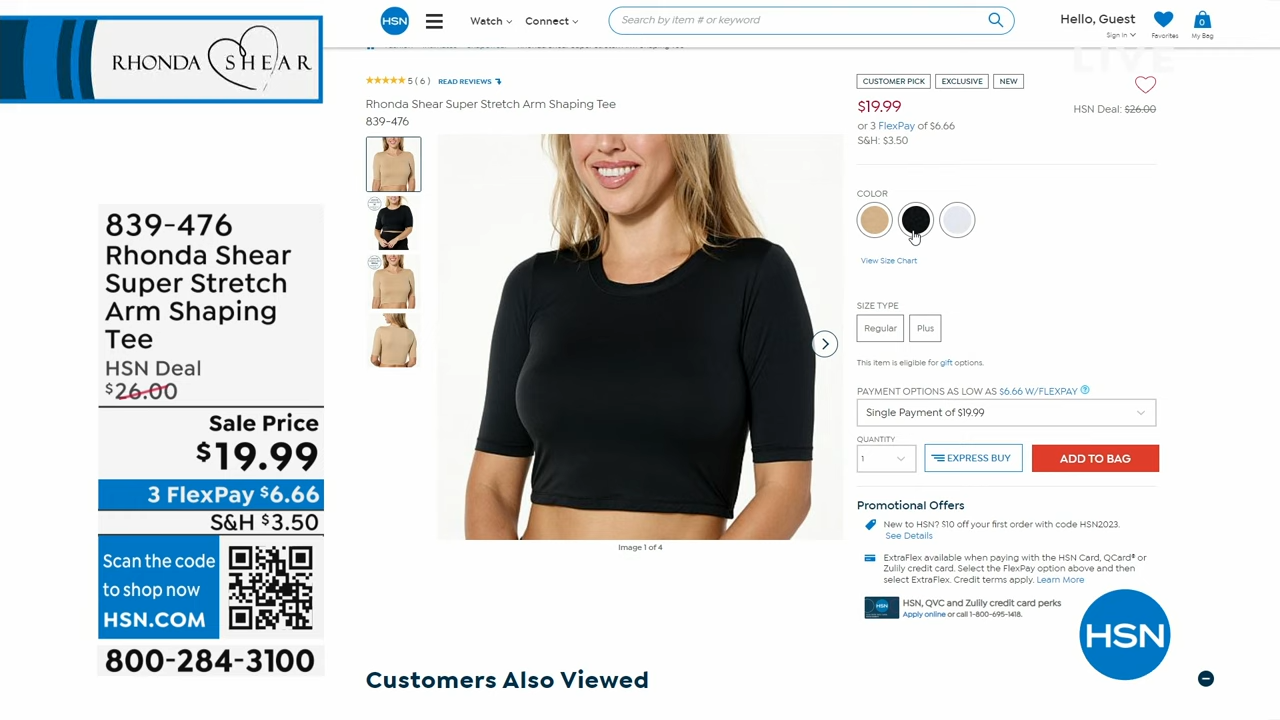 RHONDA SHEAR
839-476
Rhonda Shear
Super Stretch
Arm Shaping
Tee
HSN Deal
$26.00
Sale Price
$19.99
3 FlexPay $6.66
S&H $3.50
Scan the code
to shop now
HSN.COM
800-284-3100
HSN
Watch
Connect
Search by item # or keyword
Hello, Guest
Sign In
Favorites
0
My Bag
LIVE
5 ( 6 )
READ REVIEWS
Rhonda Shear Super Stretch Arm Shaping Tee
839-476
Image 1 of 4
CUSTOMER PICK
EXCLUSIVE
NEW
$19.99
HSN Deal: $26.00
or 3 FlexPay of $6.66
S&H: $3.50
COLOR
View Size Chart
SIZE TYPE
Regular
Plus
This item is eligible for gift options.
PAYMENT OPTIONS AS LOW AS $6.66 W/FLEXPAY
Single Payment of $19.99
QUANTITY
1
EXPRESS BUY
ADD TO BAG
Promotional Offers
New to HSN? $10 off your first order with code HSN2023.
See Details
ExtraFlex available when paying with the HSN Card, QCard® or
Zulily credit card. Select the FlexPay option above and then
select ExtraFlex. Credit terms apply. Learn More
HSN
HSN, QVC and Zulily credit card perks
Apply online or call 1-800-695-1418.
HSN
Customers Also Viewed